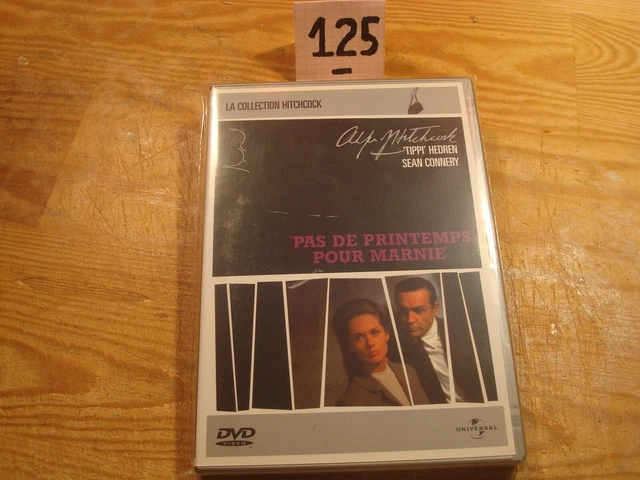 125
LA COLLECTION HITCHCOCK
Alfred Hitchcock
'TIPPI' HEDREN
SEAN CONNERY
PAS DE PRINTEMPS
POUR MARNIE
DVD
VIDEO
UNIVERSAL